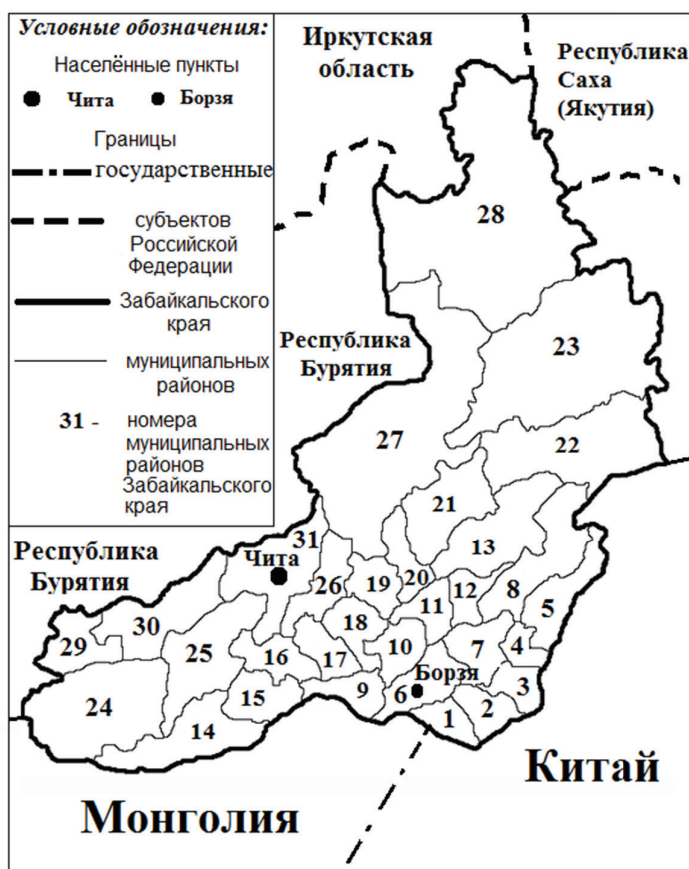 Условные обозначения:
Населённые пункты
Чита Борзя
Границы
государственные
субъектов
Российской
Федерации
Забайкальского
края
муниципальных
районов
31 - номера
муниципальных
районов
Забайкальского
края
Иркутская
область
Республика
Саха
(Якутия)
28
23
Республика
Бурятия
27
22
21
13
31
Республика
Бурятия
Чита
26
19
20
12
8
5
11
30
29
25
18
10
7
4
16
17
Борзя
3
24
15
9
6
2
1
14
Китай
Монголия